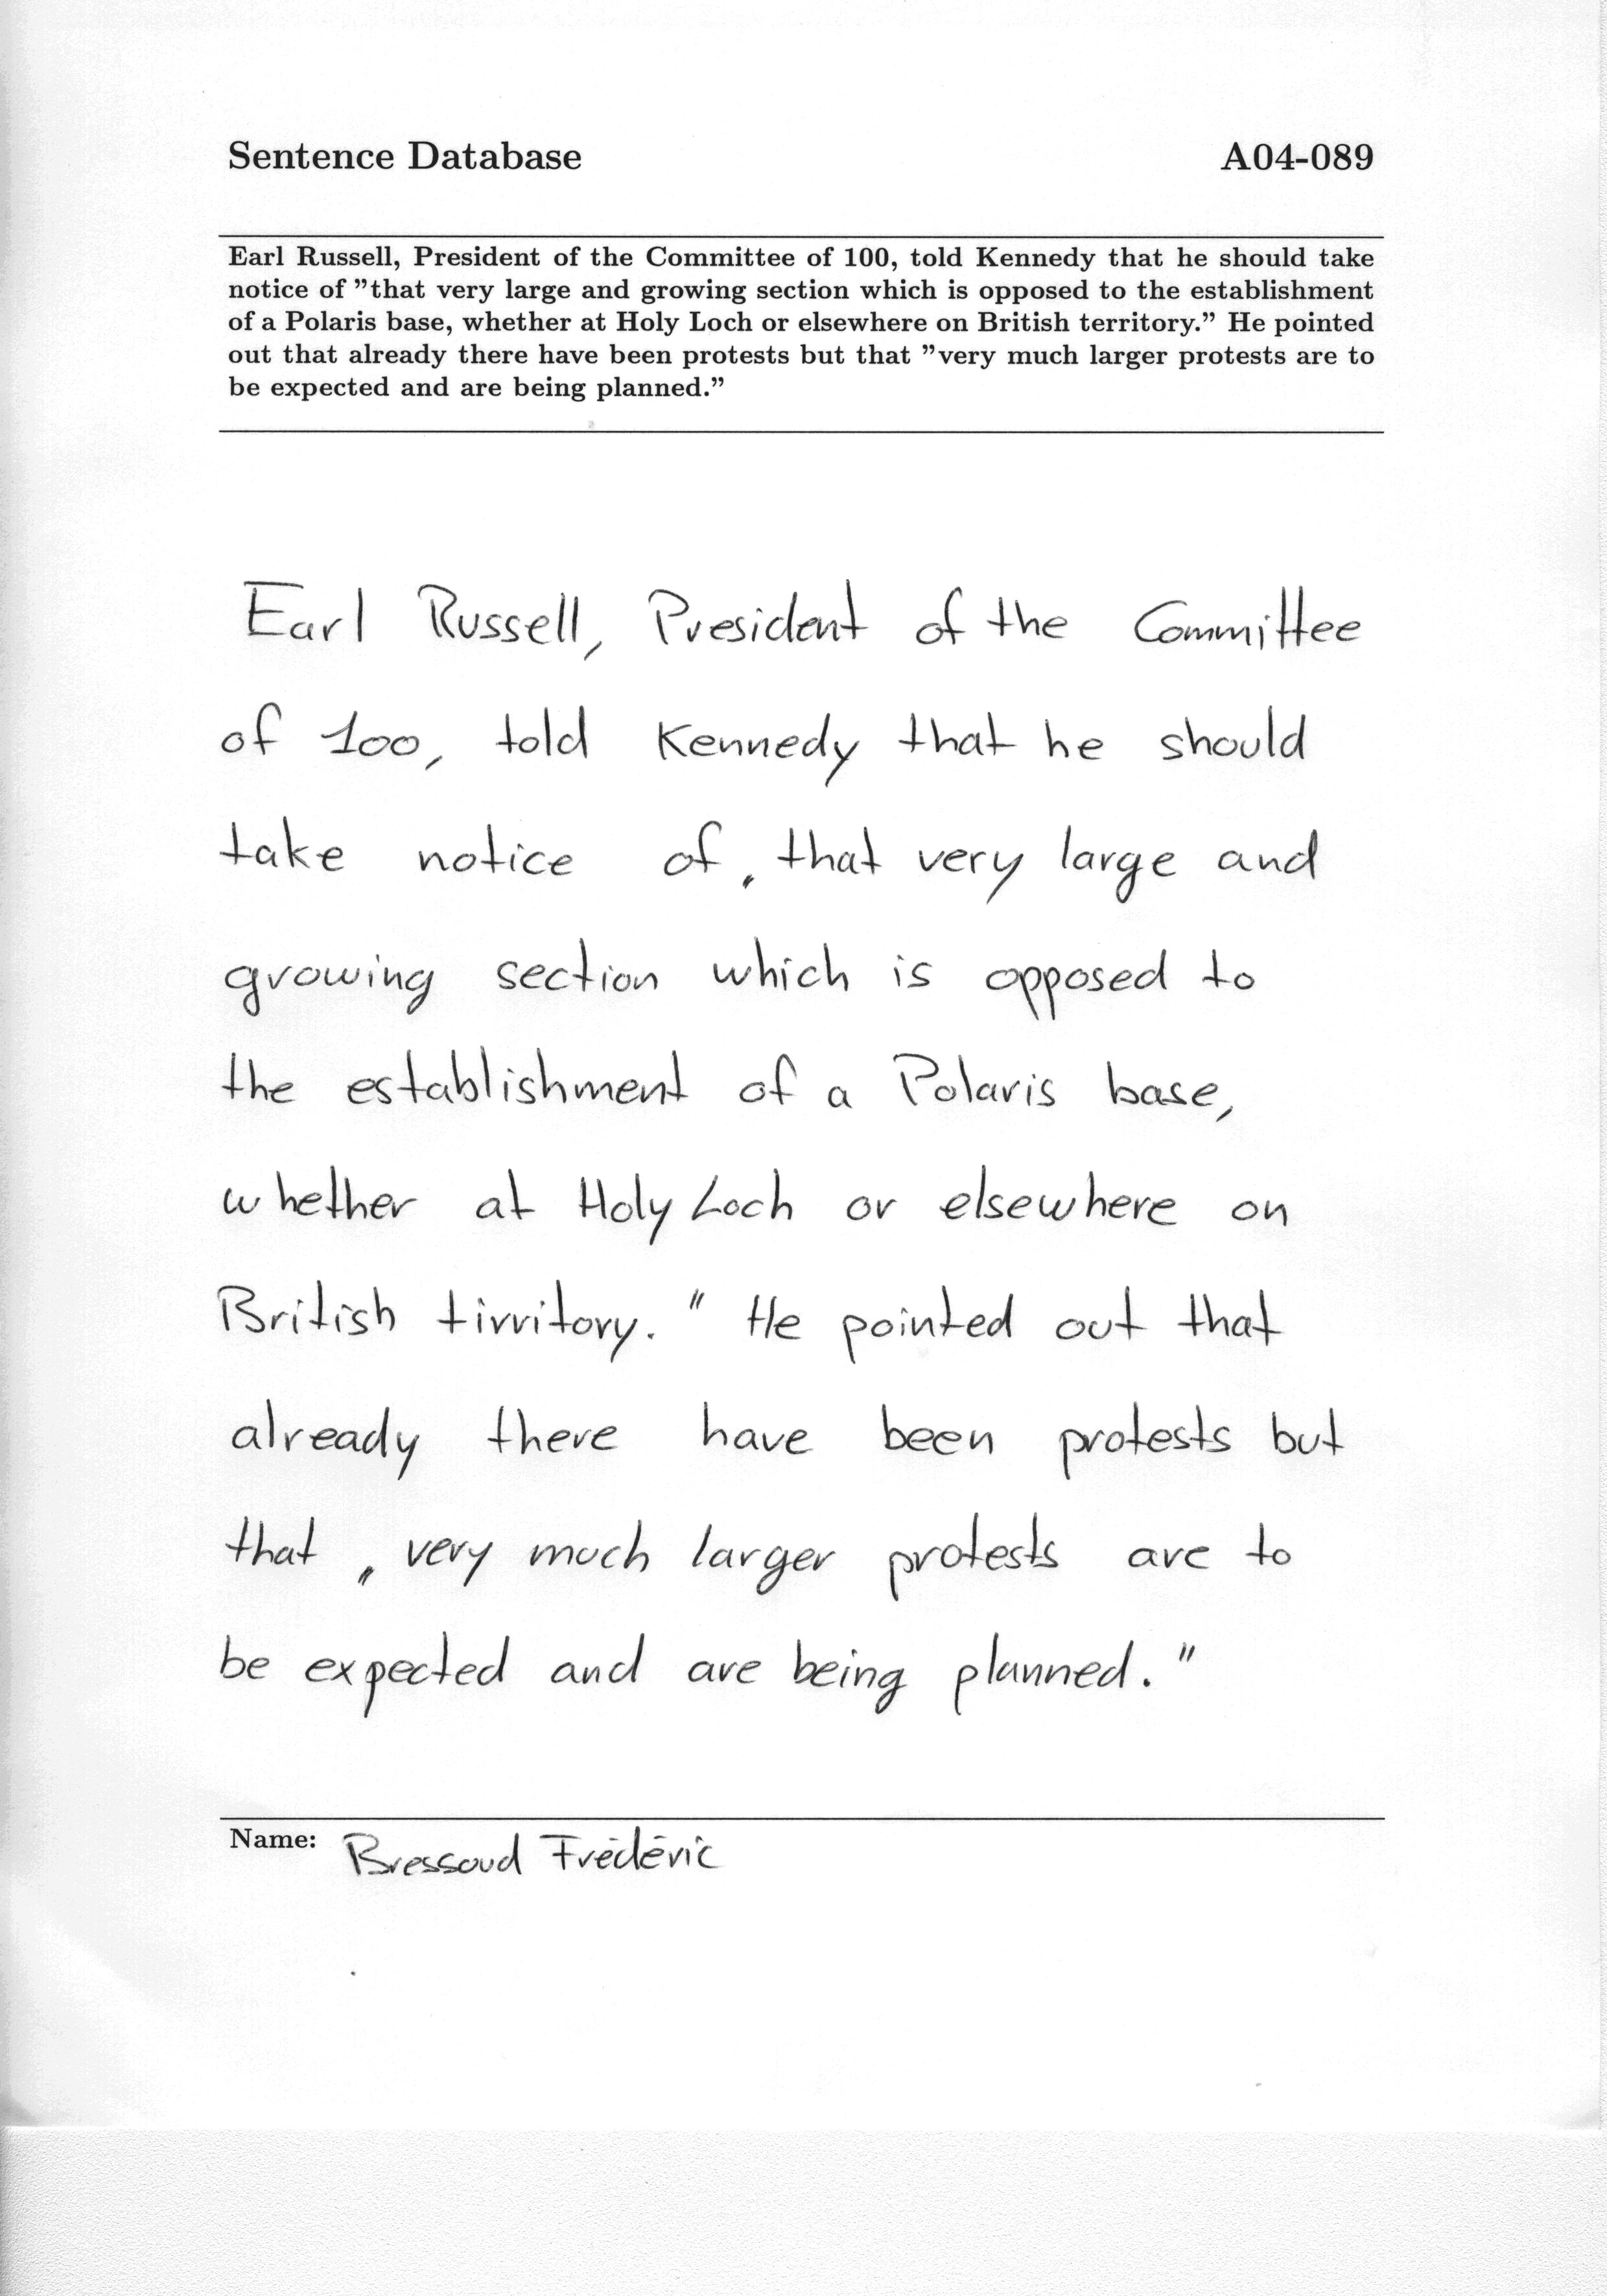 Sentence Database A04-089
Earl Russell, President of the Committee of 100, told Kennedy that he should take
notice of ”that very large and growing section which is opposed to the establishment
of a Polaris base, whether at Holy Loch or elsewhere on British territory.” He pointed
out that already there have been protests but that ”very much larger protests are to
be expected and are being planned.”
Earl Russell, President of the Committee
of 100, told Kennedy that he should
take notice of „ that very large and
growing section which is opposed to
the establishment of a Polaris base,
whether at Holy Loch or elsewhere on
British tirritory. " He pointed out that
already there have been protests but
that „ very much larger protests are to
be expected and are being planned. "
Name: Bressoud Frédéric